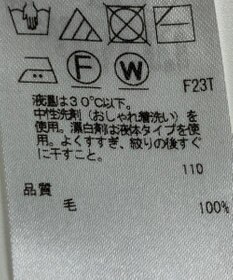 F
W
F23T
液温は30℃以下。
中性洗剤（おしゃれ着洗い）を
使用。漂白剤は液体タイプを使
用。よくすすぎ、絞りの後すぐ
に干すこと。
110
品質
毛 100%